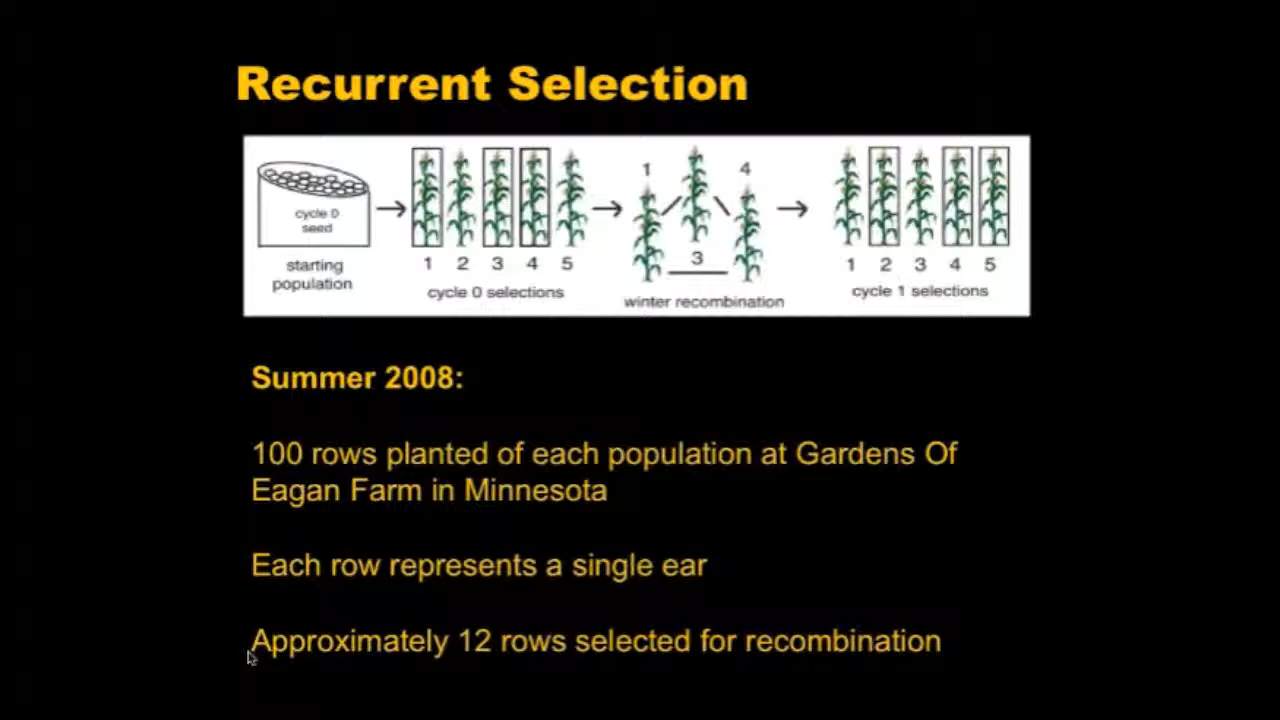 Recurrent Selection
cycle 0
seed
starting
population
1 2 3 4 5
cycle 0 selections
1 4
3
winter recombination
1 2 3 4 5
cycle 1 selections
Summer 2008:
100 rows planted of each population at Gardens Of
Eagan Farm in Minnesota
Each row represents a single ear
Approximately 12 rows selected for recombination